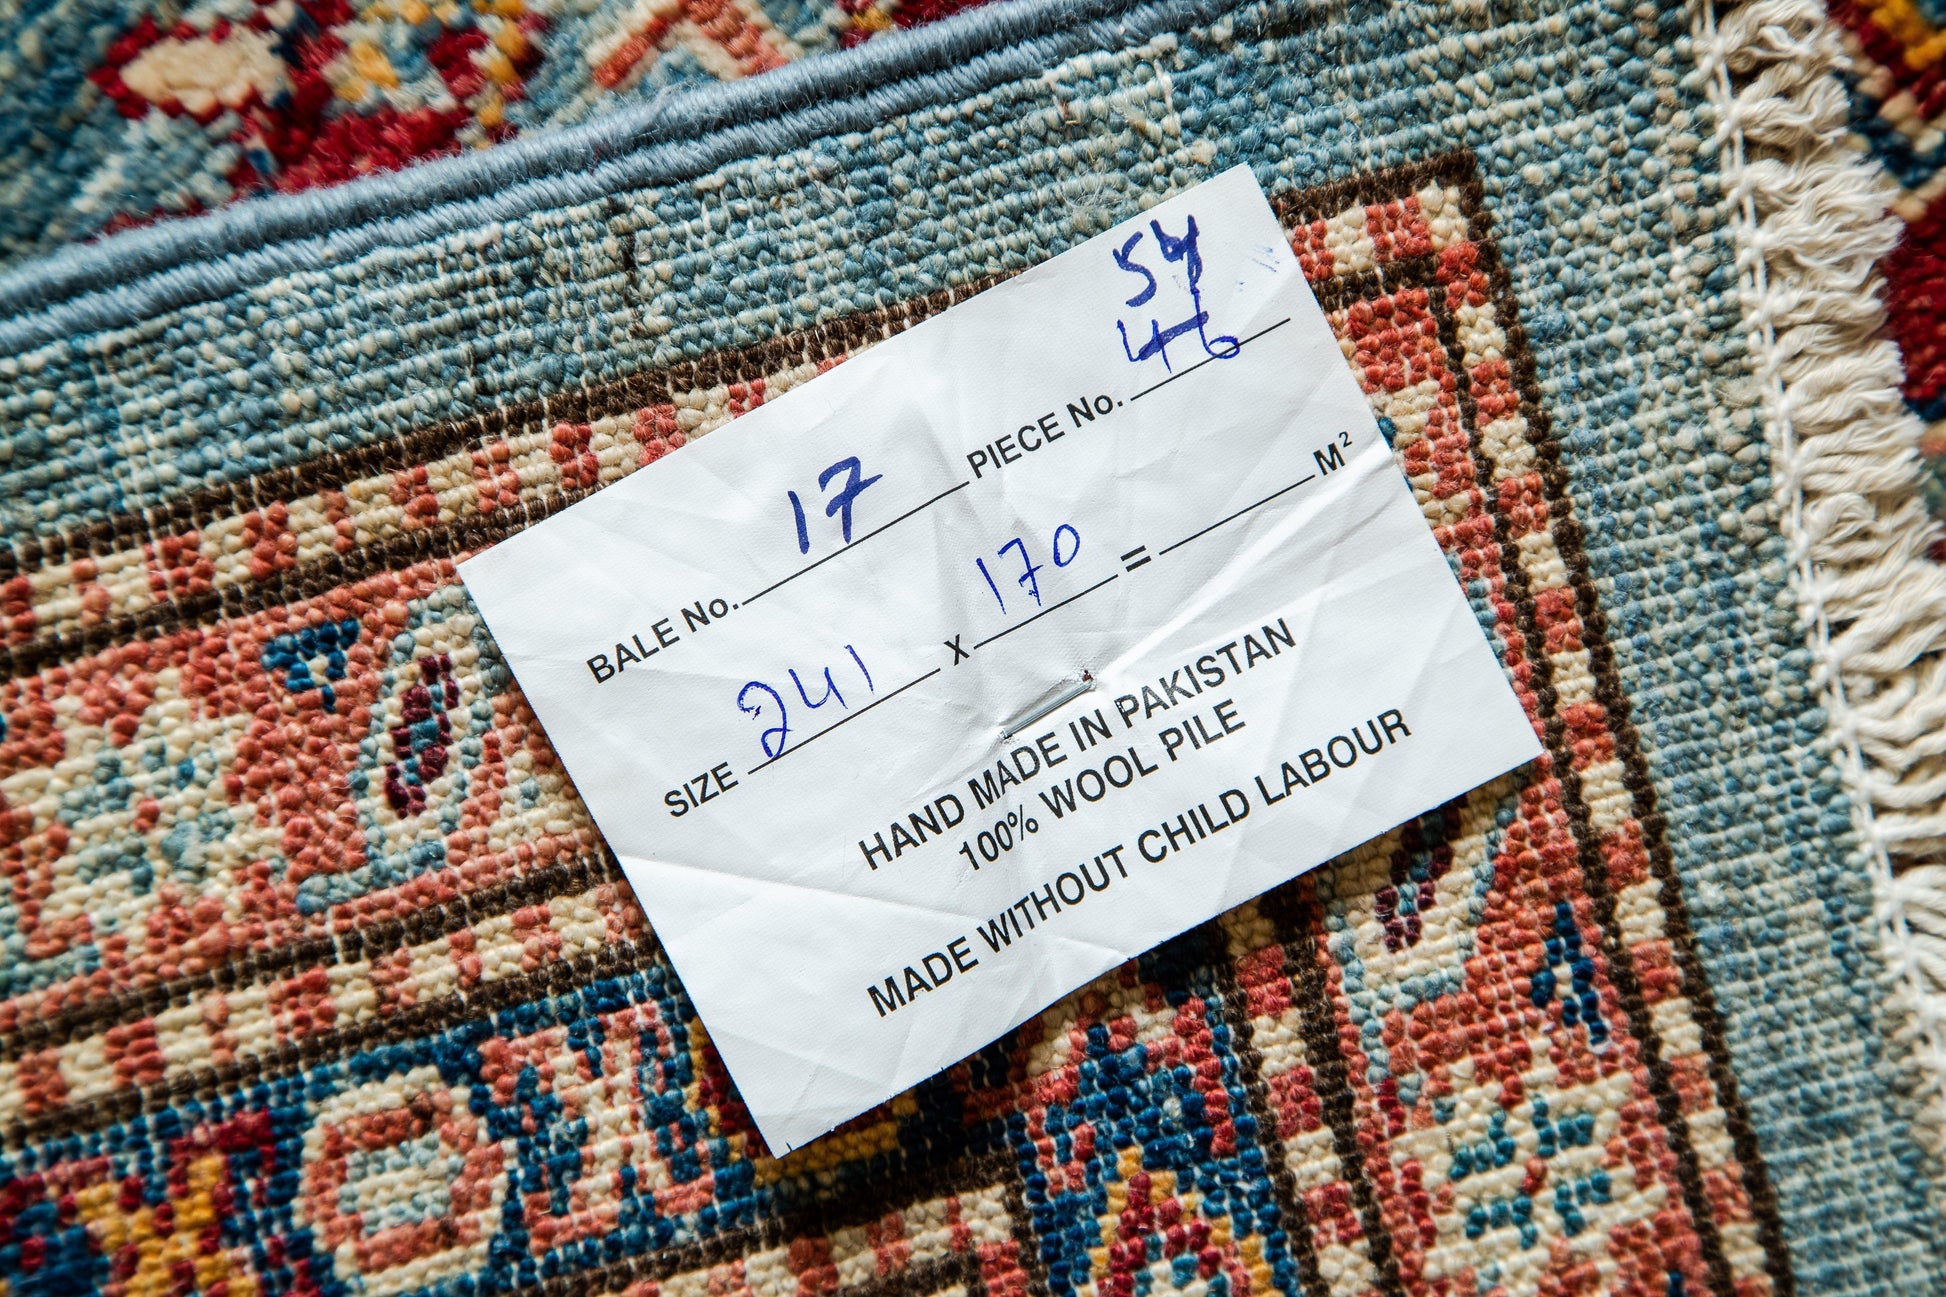 54
46
BALE No. 17 PIECE No.
SIZE 241 x 170 = M²
HAND MADE IN PAKISTAN
100% WOOL PILE
MADE WITHOUT CHILD LABOUR